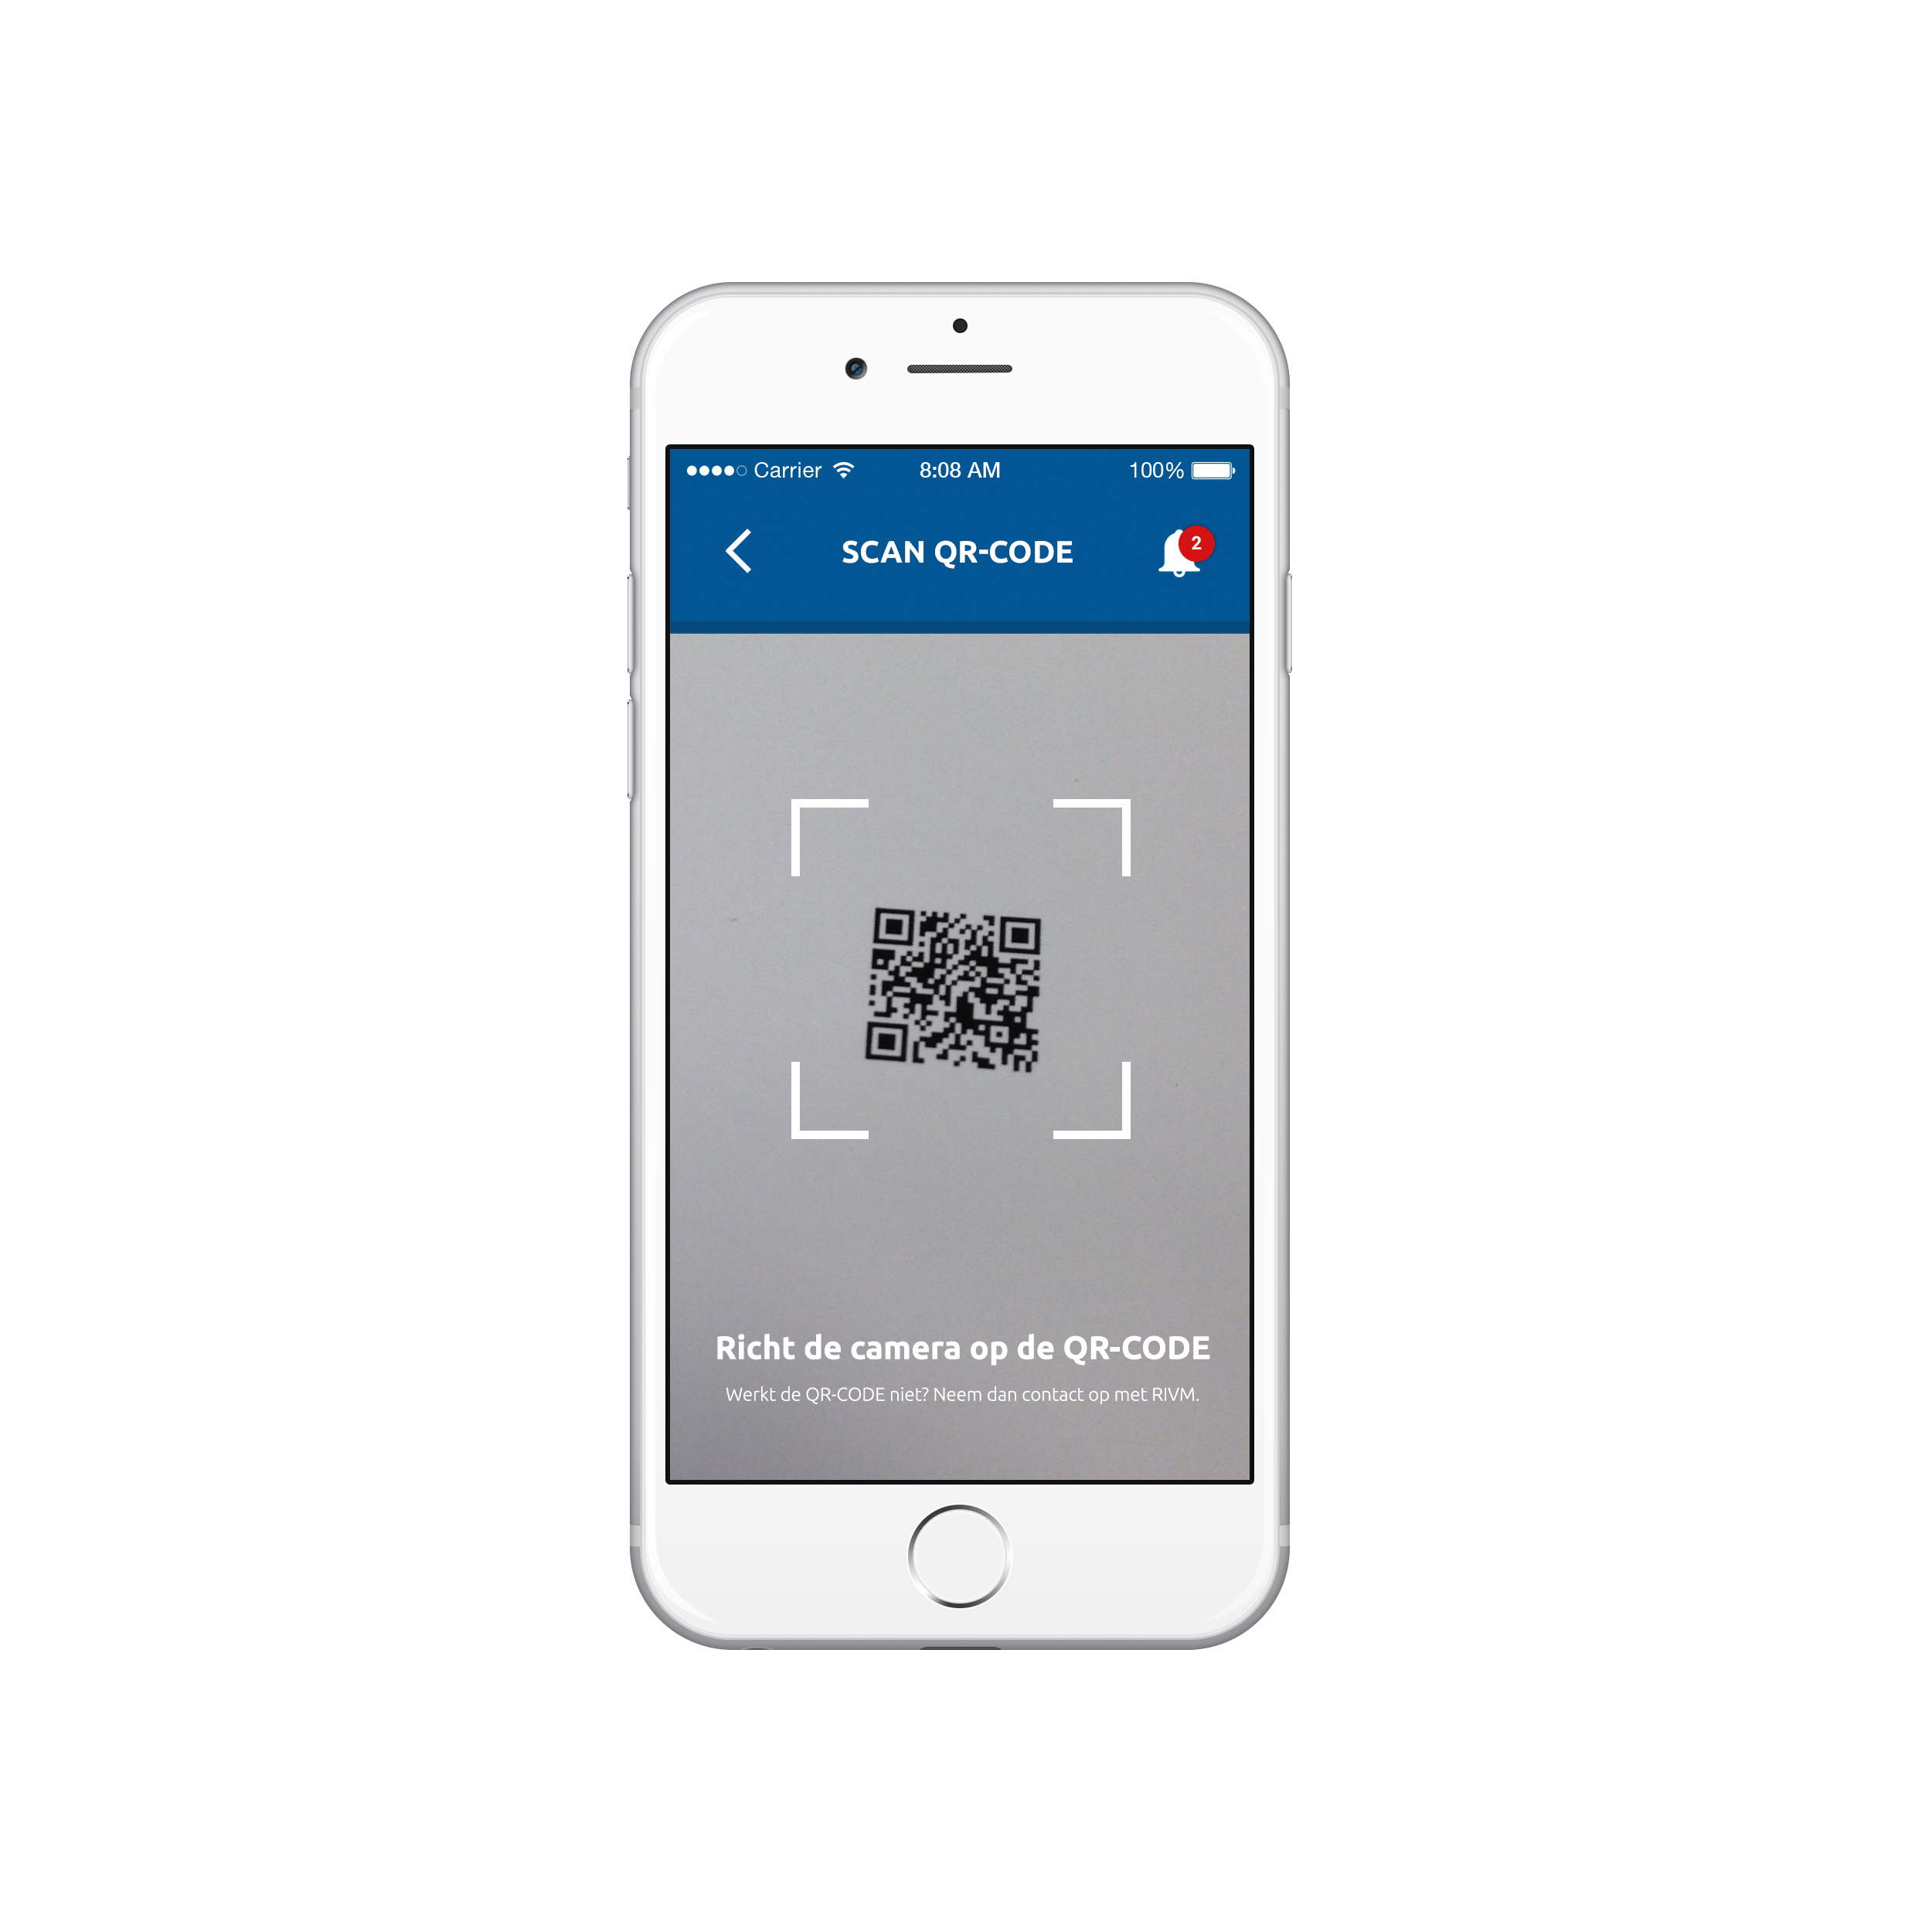 Carrier 8:08 AM 100%
SCAN QR-CODE
2
Richt de camera op de QR-CODE
Werkt de QR-CODE niet? Neem dan contact op met RIVM.